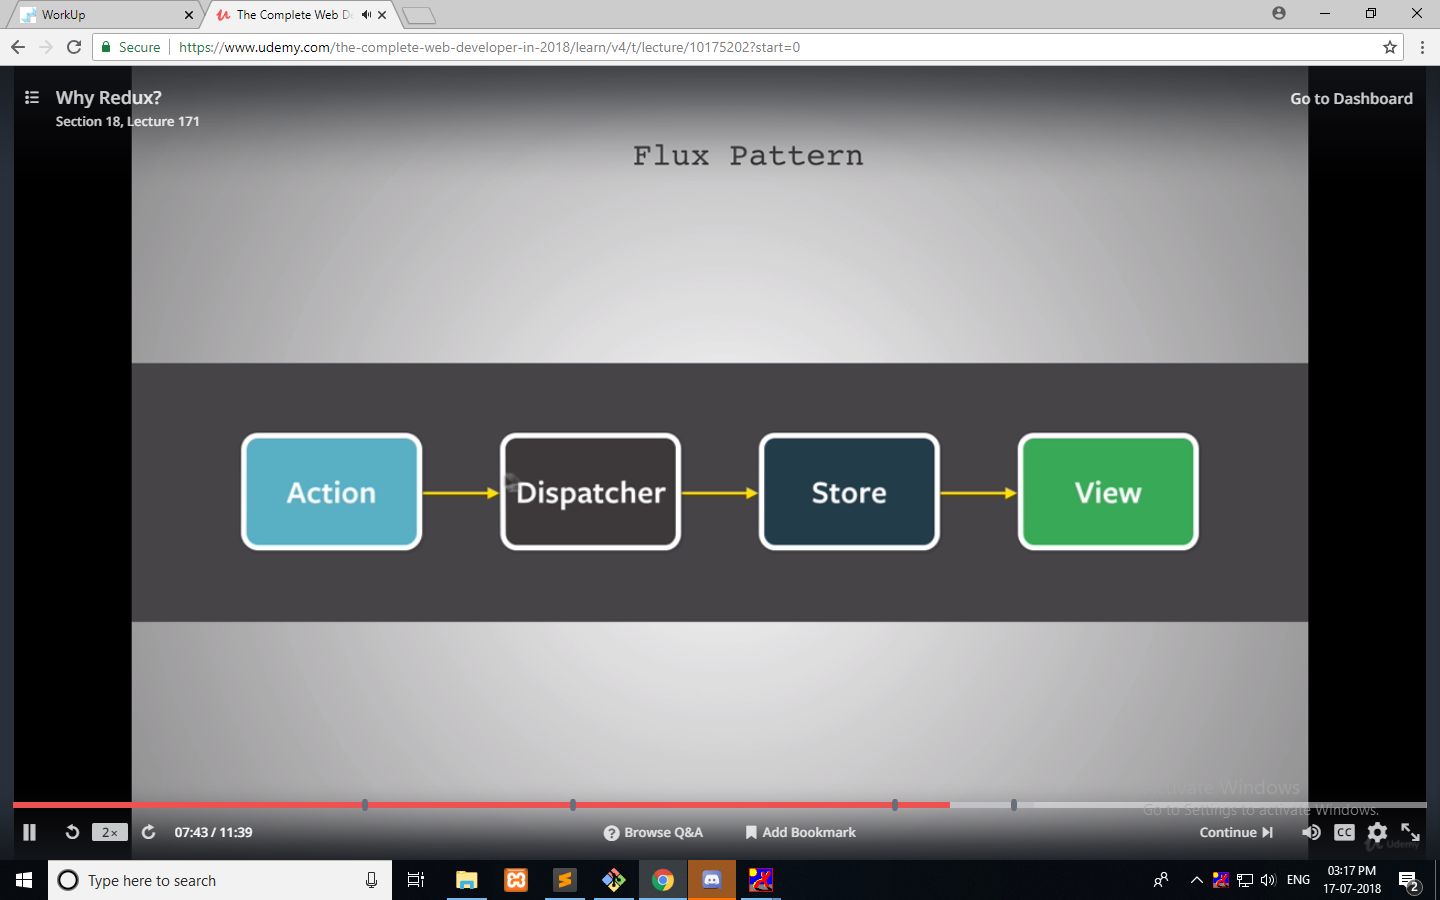 WorkUp
The Complete Web De
Secure
https://www.udemy.com/the-complete-web-developer-in-2018/learn/v4/t/lecture/10175202?start=0
Why Redux?
Section 18, Lecture 171
Go to Dashboard
Flux Pattern
Action
Dispatcher
Store
View
Activate Windows
Go to Settings to activate Windows.
2x
07:43 / 11:39
Browse Q&A
Add Bookmark
Continue
CC
Udemy
Type here to search
ENG
03:17 PM
17-07-2018
2